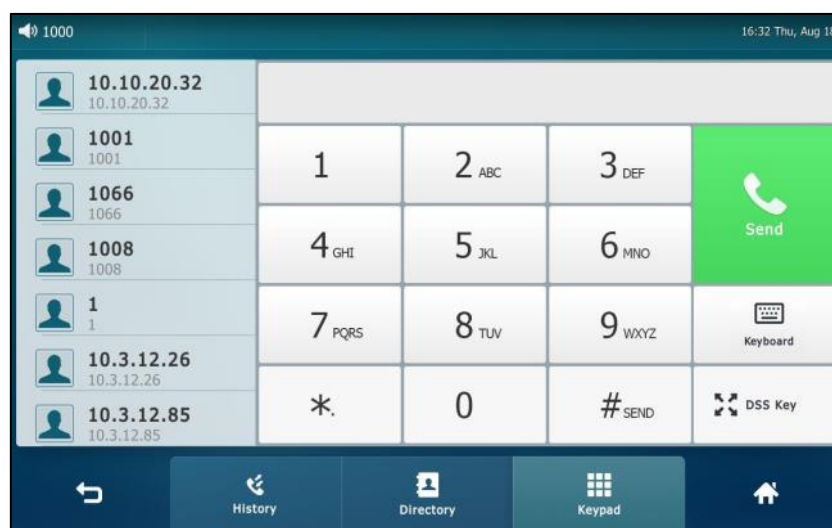 1000
16:32 Thu, Aug 18
10.10.20.32
10.10.20.32
1001
1001
1066
1066
1008
1008
1
1
10.3.12.26
10.3.12.26
10.3.12.85
10.3.12.85
1
2 ABC
3 DEF
4 GHI
5 JKL
6 MNO
7 PQRS
8 TUV
9 WXYZ
*.
0
# SEND
Send
Keyboard
DSS Key
History
Directory
Keypad